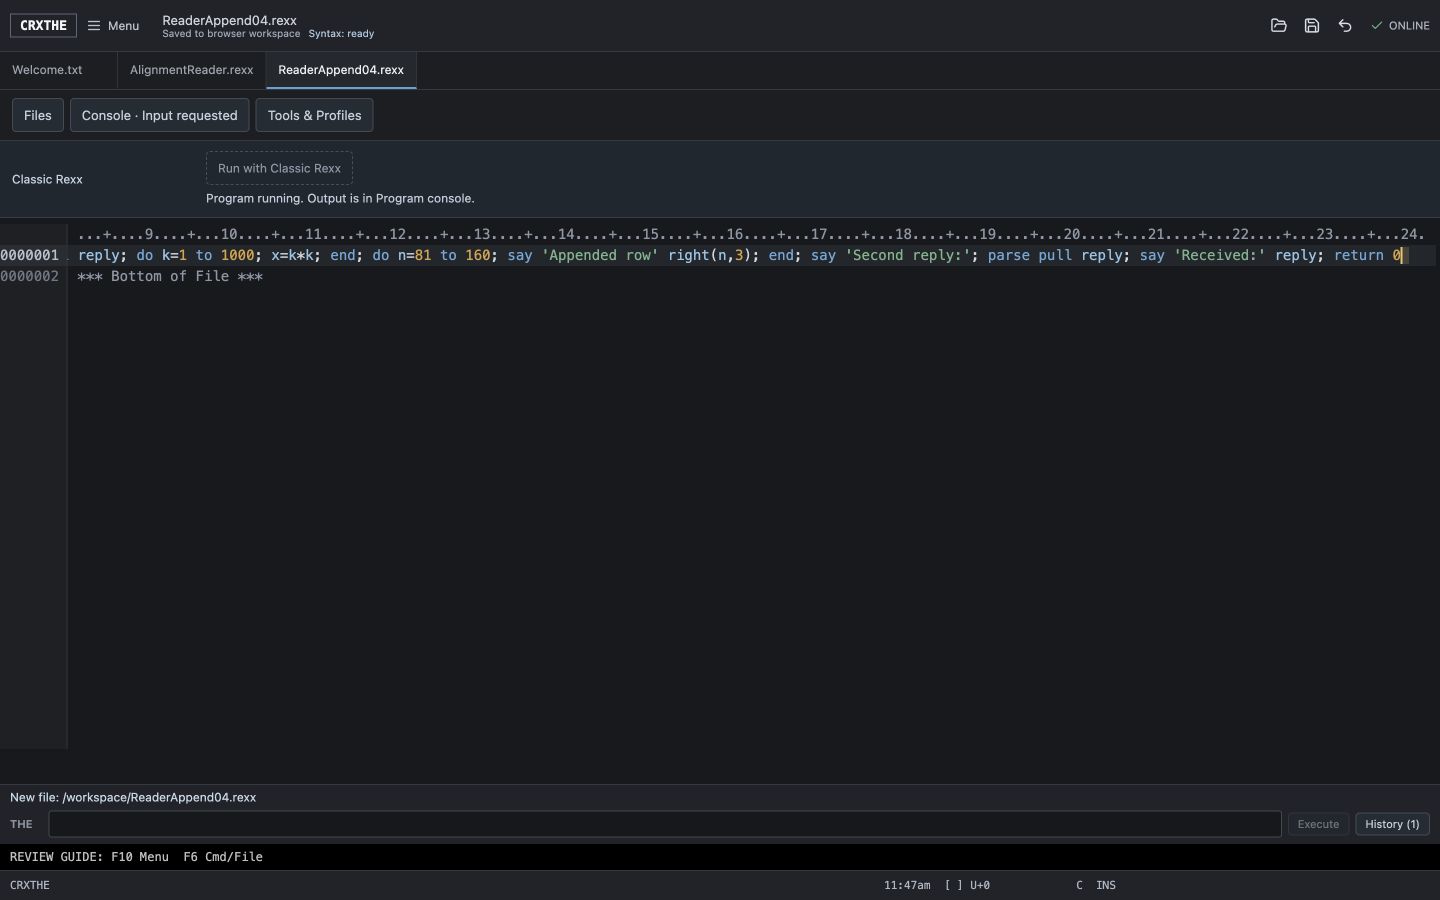 CRXTHE
Menu
ReaderAppend04.rexx
Saved to browser workspace Syntax: ready
ONLINE
Welcome.txt
AlignmentReader.rexx
ReaderAppend04.rexx
Files
Console · Input requested
Tools & Profiles
Classic Rexx
Run with Classic Rexx
Program running. Output is in Program console.
...+....9....+...10....+...11....+...12....+...13....+...14....+...15....+...16....+...17....+...18....+...19....+...20....+...21....+...22....+...23....+...24.
0000001 reply; do k=1 to 1000; x=k*k; end; do n=81 to 160; say 'Appended row' right(n,3); end; say 'Second reply:'; parse pull reply; say 'Received:' reply; return 0
0000002 *** Bottom of File ***
New file: /workspace/ReaderAppend04.rexx
THE
Execute
History (1)
REVIEW GUIDE: F10 Menu F6 Cmd/File
CRXTHE
11:47am [ ] U+0 C INS